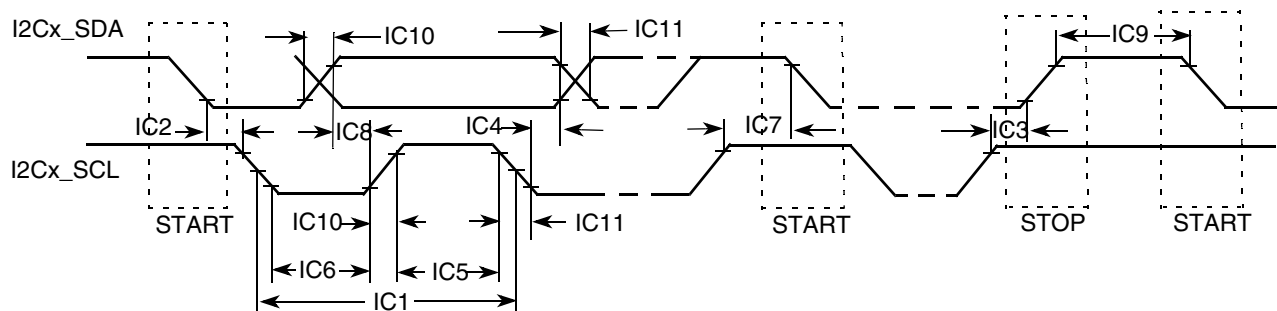 I2Cx_SDA
IC10
IC11
IC9
IC2
IC8
IC4
IC7
IC3
I2Cx_SCL
START
IC10
IC11
START
STOP
START
IC6
IC5
IC1